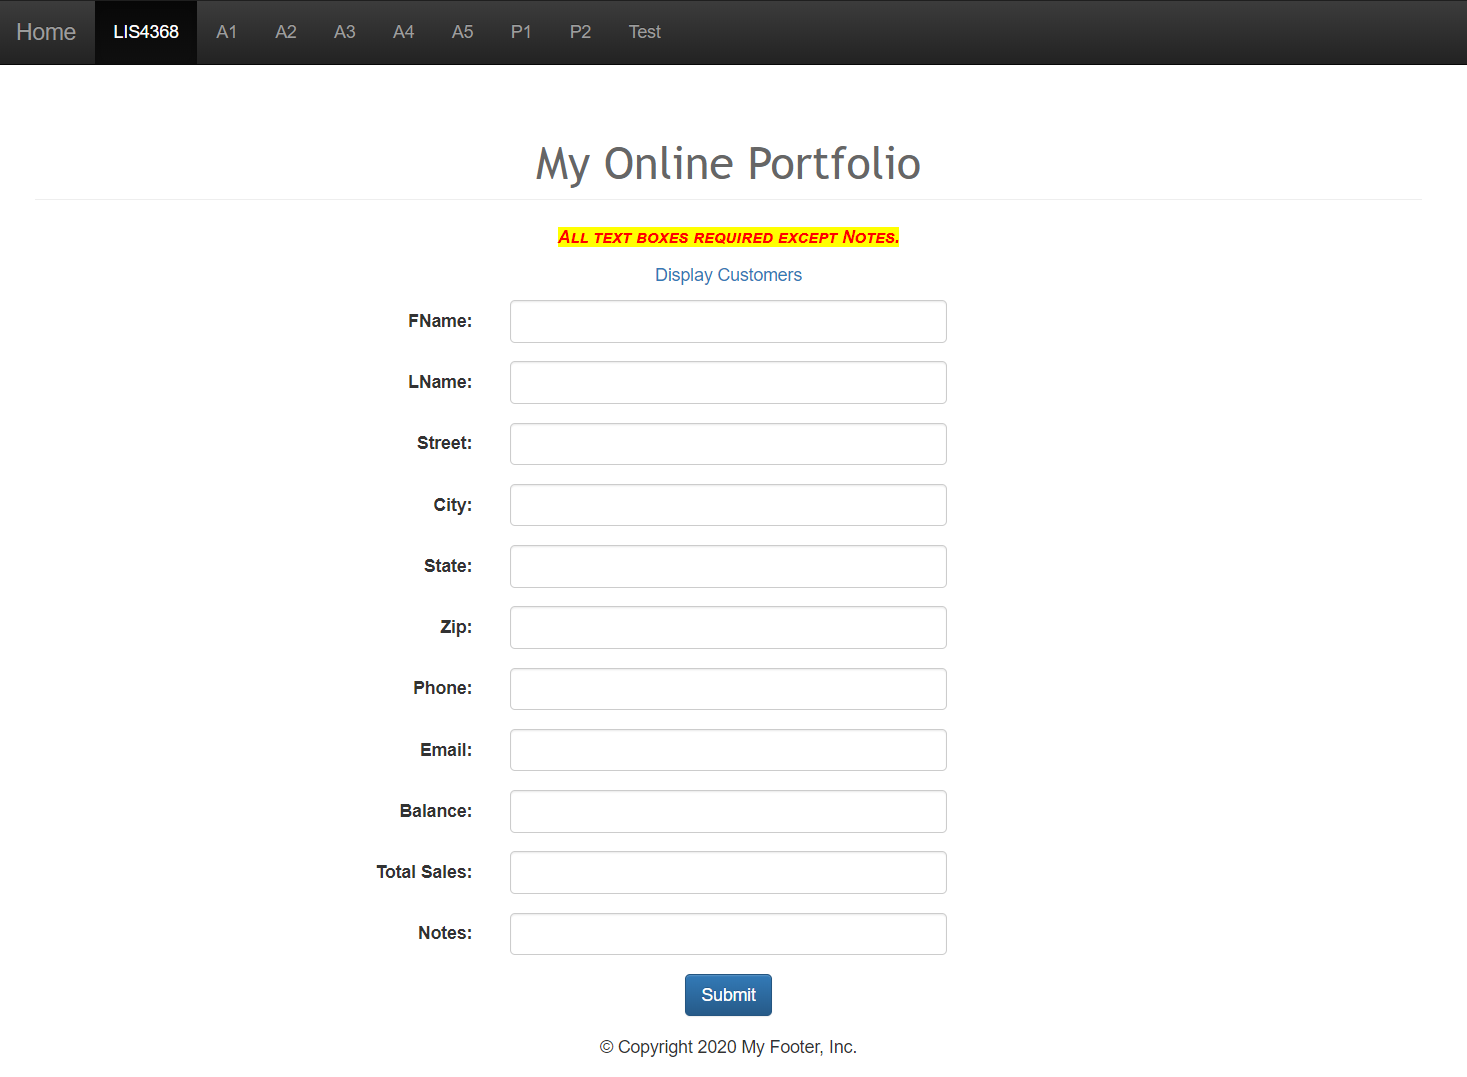 Home LIS4368 A1 A2 A3 A4 A5 P1 P2 Test
My Online Portfolio
All text boxes required except Notes.
Display Customers
FName:
LName:
Street:
City:
State:
Zip:
Phone:
Email:
Balance:
Total Sales:
Notes:
Submit
© Copyright 2020 My Footer, Inc.